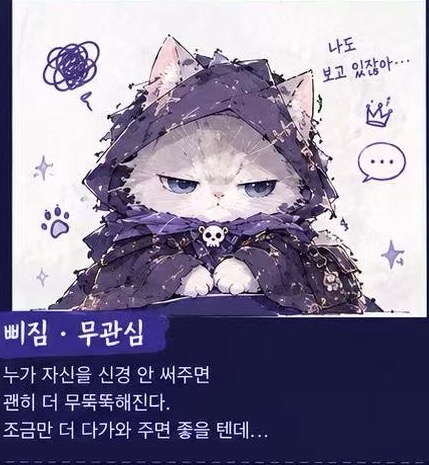 나도
보고 있잖아...
...
삐짐 · 무관심
누가 자신을 신경 안 써주면
괜히 더 무뚝뚝해진다.
조금만 더 다가와 주면 좋을 텐데...